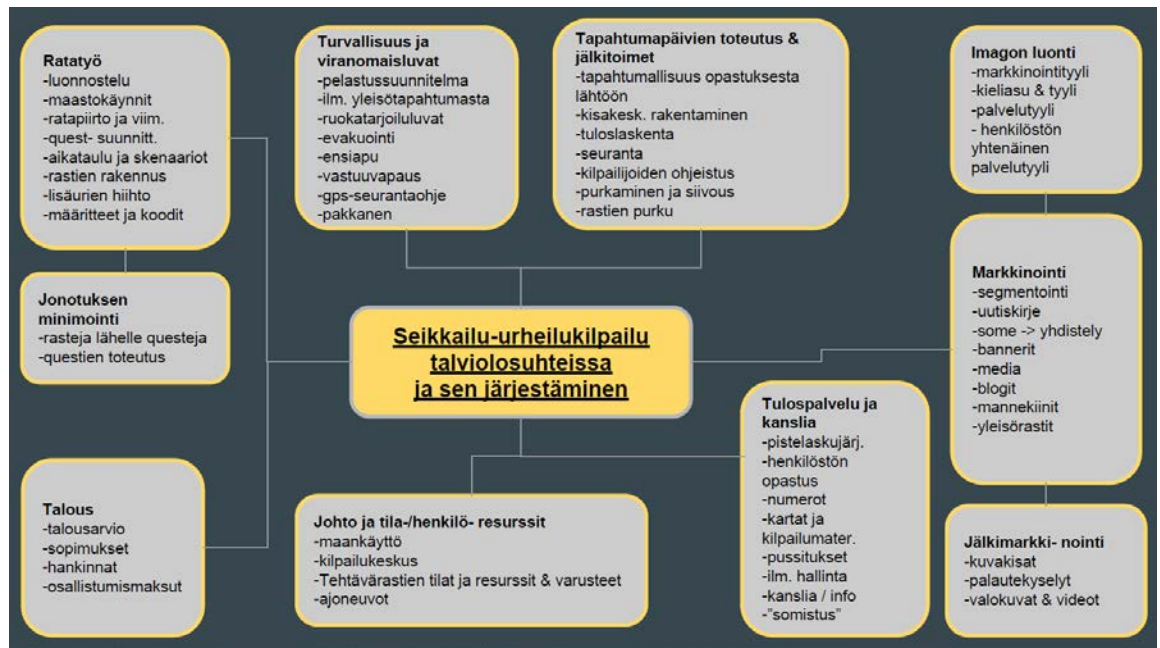 Ratatyö
-luonnostelu
-maastokäynnit
-ratapiirto ja viim.
-quest- suunnitt.
-aikataulu ja skenaariot
-rastien rakennus
-lisäurien hiihto
-määritteet ja koodit
Turvallisuus ja
viranomaisluvat
-pelastussuunnitelma
-ilm. yleisötapahtumasta
-ruokatarjoiluluvat
-evakuointi
-ensiapu
-vastuuvapaus
-gps-seurantaohje
-pakkanen
Tapahtumapäivien toteutus &
jälkitoimet
-tapahtumallisuus opastuksesta
lähtöön
-kisakesk. rakentaminen
-tuloslaskenta
-seuranta
-kilpailijoiden ohjeistus
-purkaminen ja siivous
-rastien purku
Imagon luonti
-markkinointityyli
-kieliasu & tyyli
-palvelutyyli
- henkilöstön
yhtenäinen
palvelutyyli
Jonotuksen
minimointi
-rasteja lähelle questeja
-questien toteutus
Seikkailu-urheilukilpailu
talviolosuhteissa
ja sen järjestäminen
Markkinointi
-segmentointi
-uutiskirje
-some -> yhdistely
-bannerit
-media
-blogit
-mannekiinit
-yleisörastit
Talous
-talousarvio
-sopimukset
-hankinnat
-osallistumismaksut
Johto ja tila-/henkilö- resurssit
-maankäyttö
-kilpailukeskus
-Tehtävärastien tilat ja resurssit & varusteet
-ajoneuvot
Tulospalvelu ja
kanslia
-pistelaskujärj.
-henkilöstön
opastus
-numerot
-kartat ja
kilpailumater.
-pussitukset
-ilm. hallinta
-kanslia / info
-"somistus"
Jälkimarkki- nointi
-kuvakisat
-palautekyselyt
-valokuvat & videot